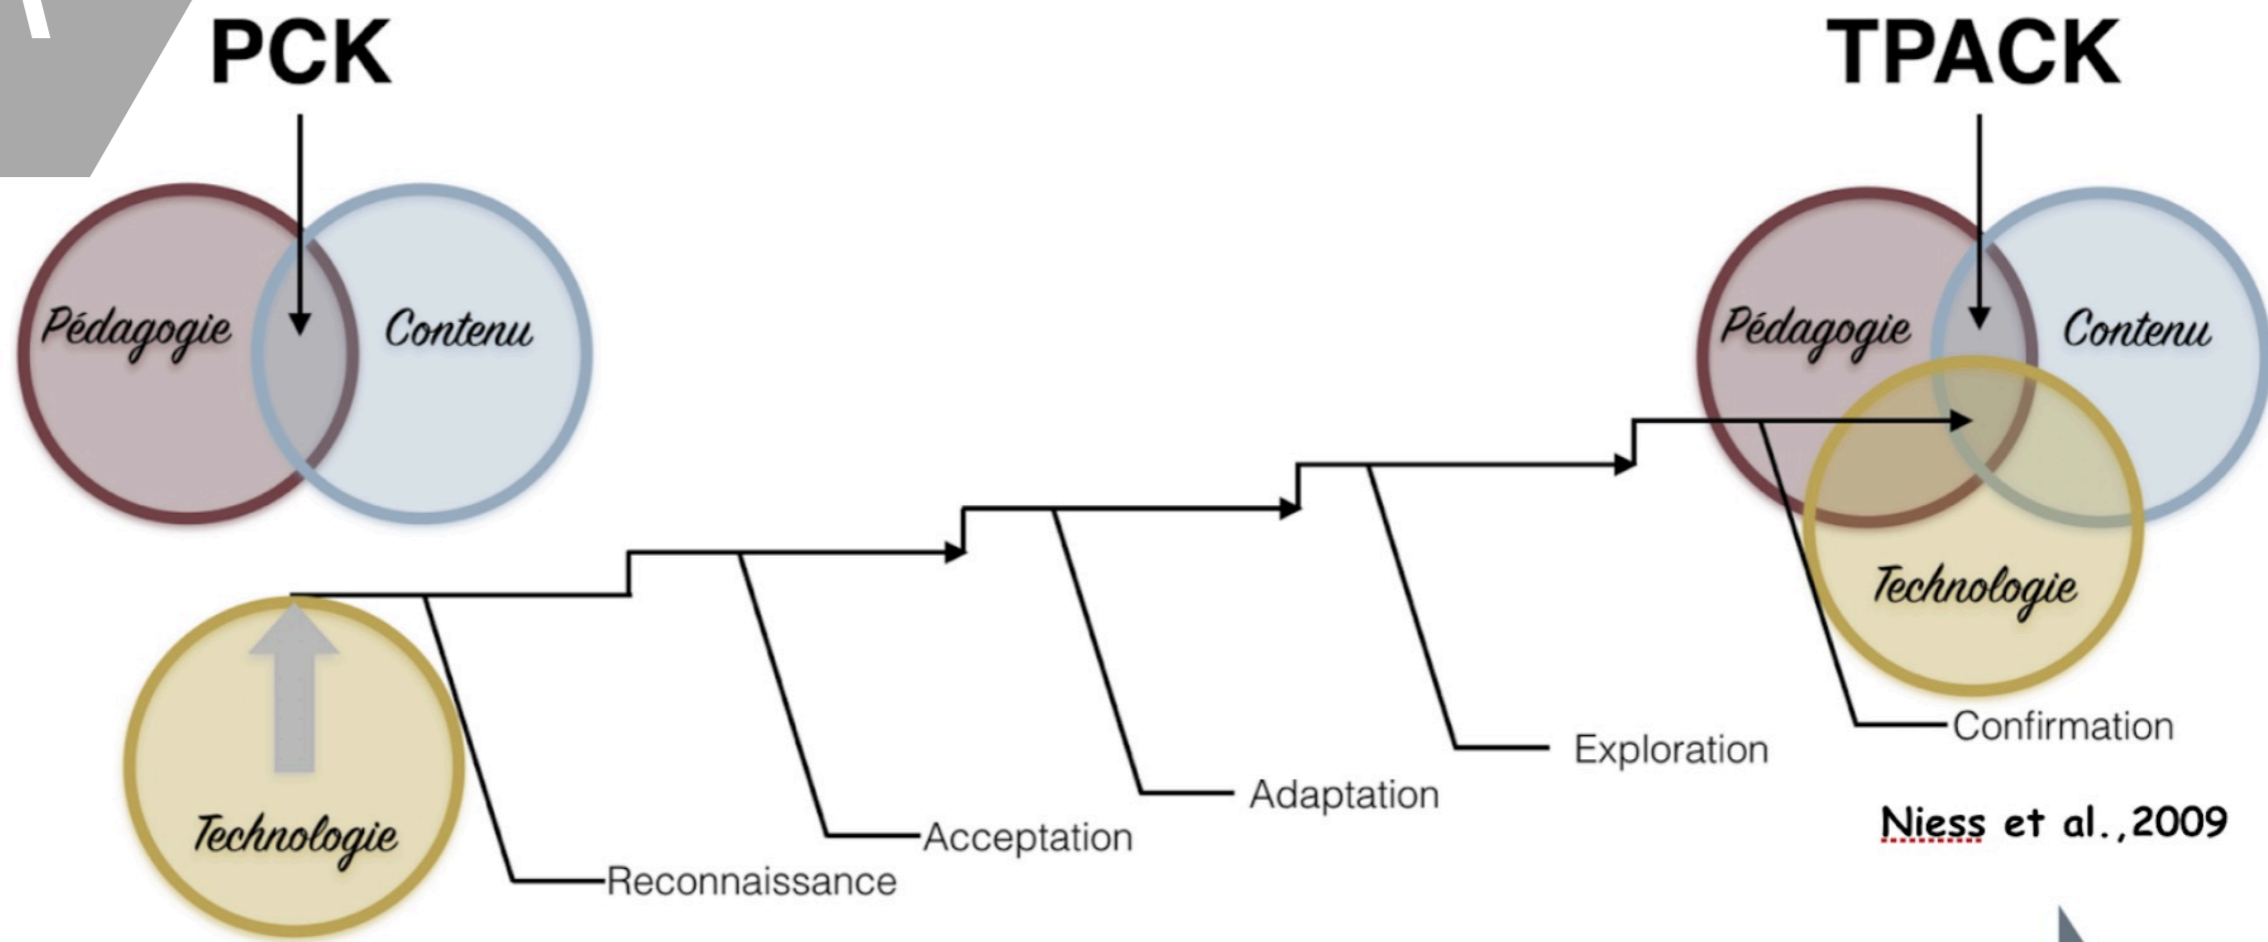 PCK
TPACK
Pédagogie
Contenu
Pédagogie
Contenu
Technologie
Technologie
Reconnaissance
Acceptation
Adaptation
Exploration
Confirmation
Niess et al.,2009